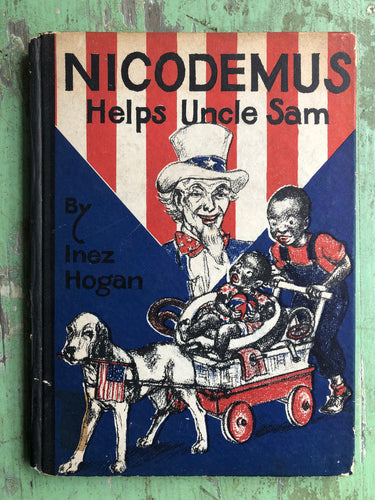 NICODEMUS
Helps Uncle Sam
By
Inez
Hogan